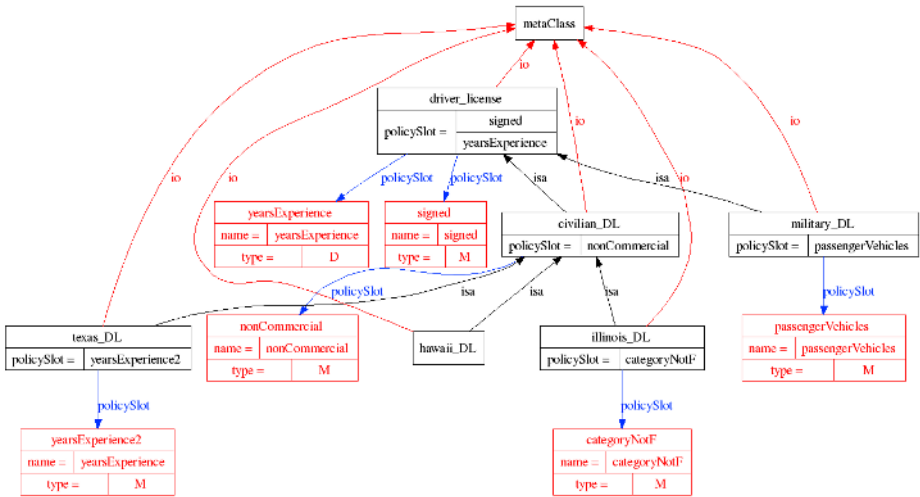 metaClass
io
driver_license
policySlot =
signed
yearsExperience
io
io
io
io
io
policySlot
policySlot
isa
isa
yearsExperience
name =
yearsExperience
type =
D
signed
name =
signed
type =
M
civilian_DL
policySlot =
nonCommercial
military_DL
policySlot =
passengerVehicles
policySlot
isa
isa
isa
policySlot
texas_DL
policySlot =
yearsExperience2
nonCommercial
name =
nonCommercial
type =
M
hawaii_DL
illinois_DL
policySlot =
categoryNotF
passengerVehicles
name =
passengerVehicles
type =
M
policySlot
policySlot
yearsExperience2
name =
yearsExperience
type =
M
categoryNotF
name =
categoryNotF
type =
M